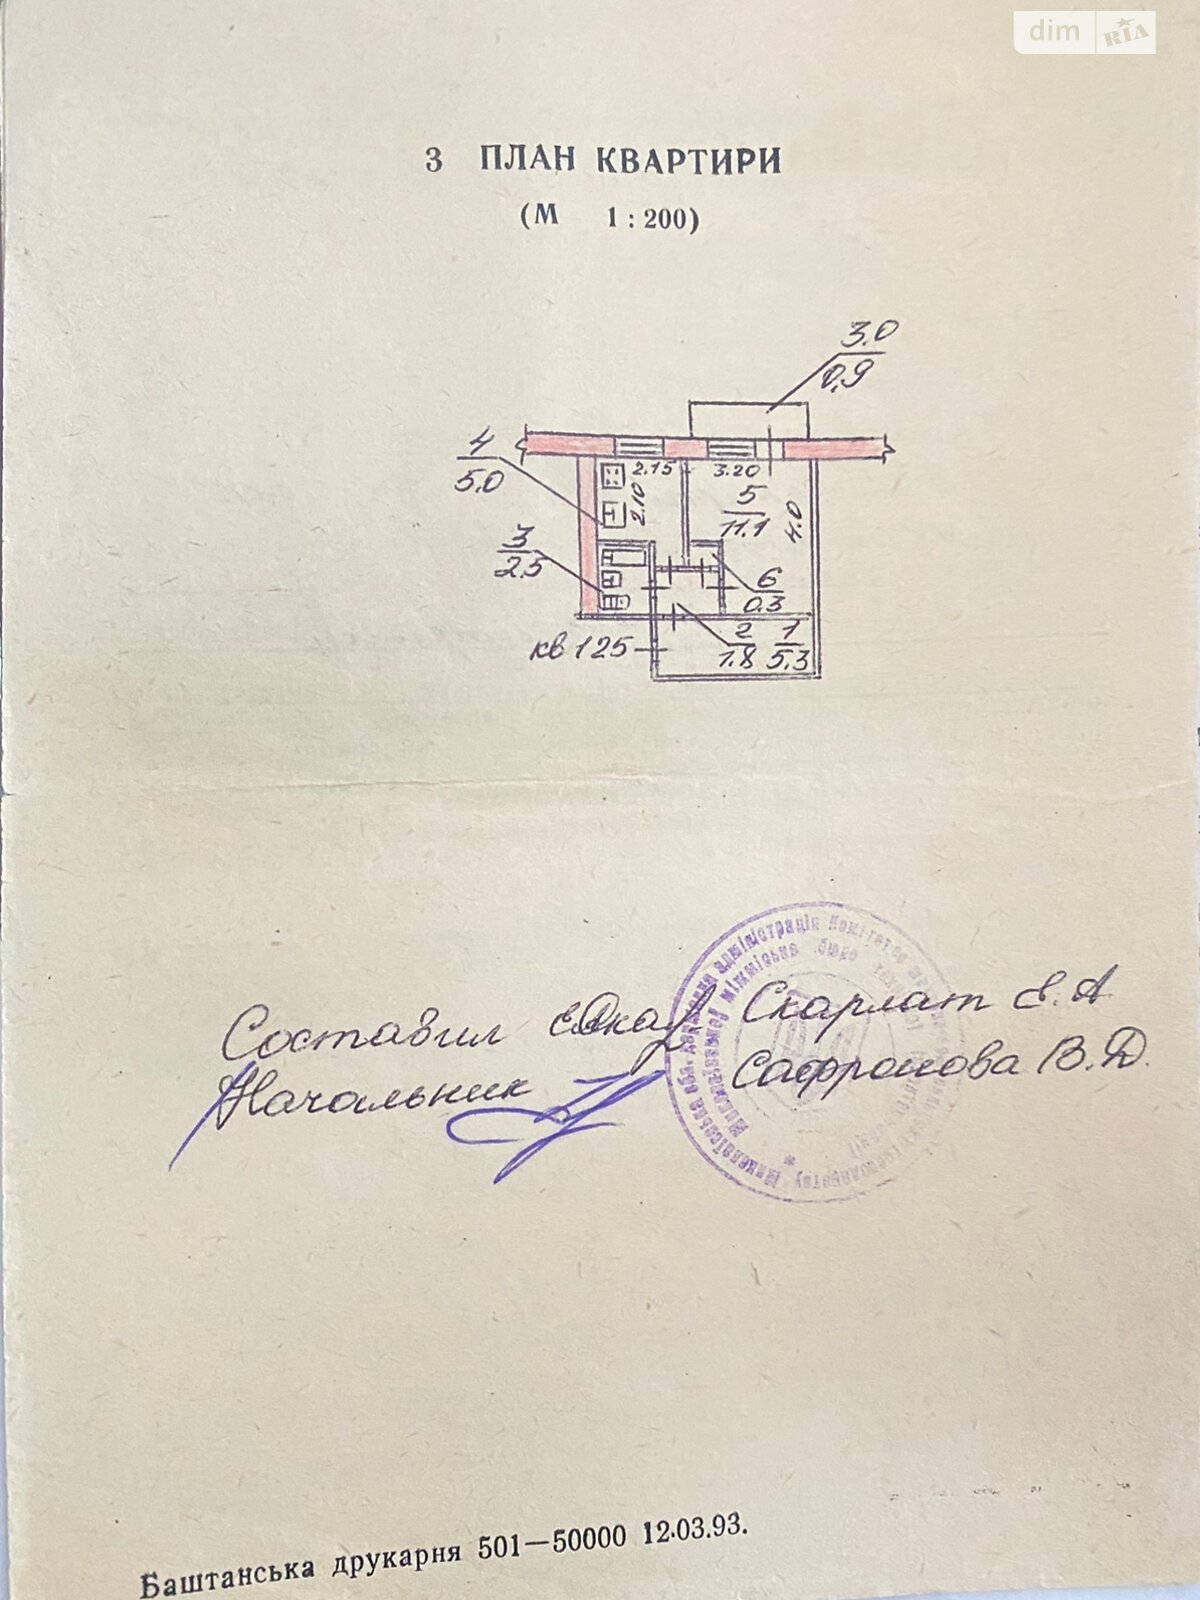 dim RIA
3 ПЛАН КВАРТИРИ
(М 1 : 200)
3.0
0.9
4
5.0
2.15
3.20
2.10
5
11.1
4.0
3
2.5
6
0.3
кв 125
2
1.8
1
5.3
Составил Скарлат Е.А
Начальник Сафронова В.Д.
Баштанська друкарня 501—50000 12.03.93.